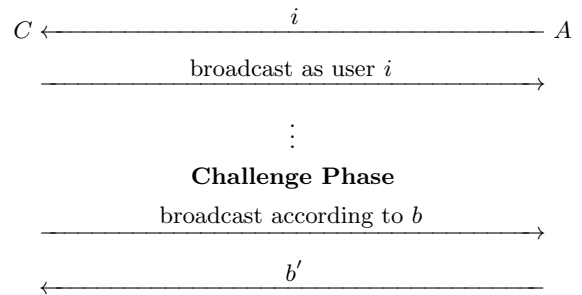 i
C A
broadcast as user i
⋮
Challenge Phase
broadcast according to b
b′